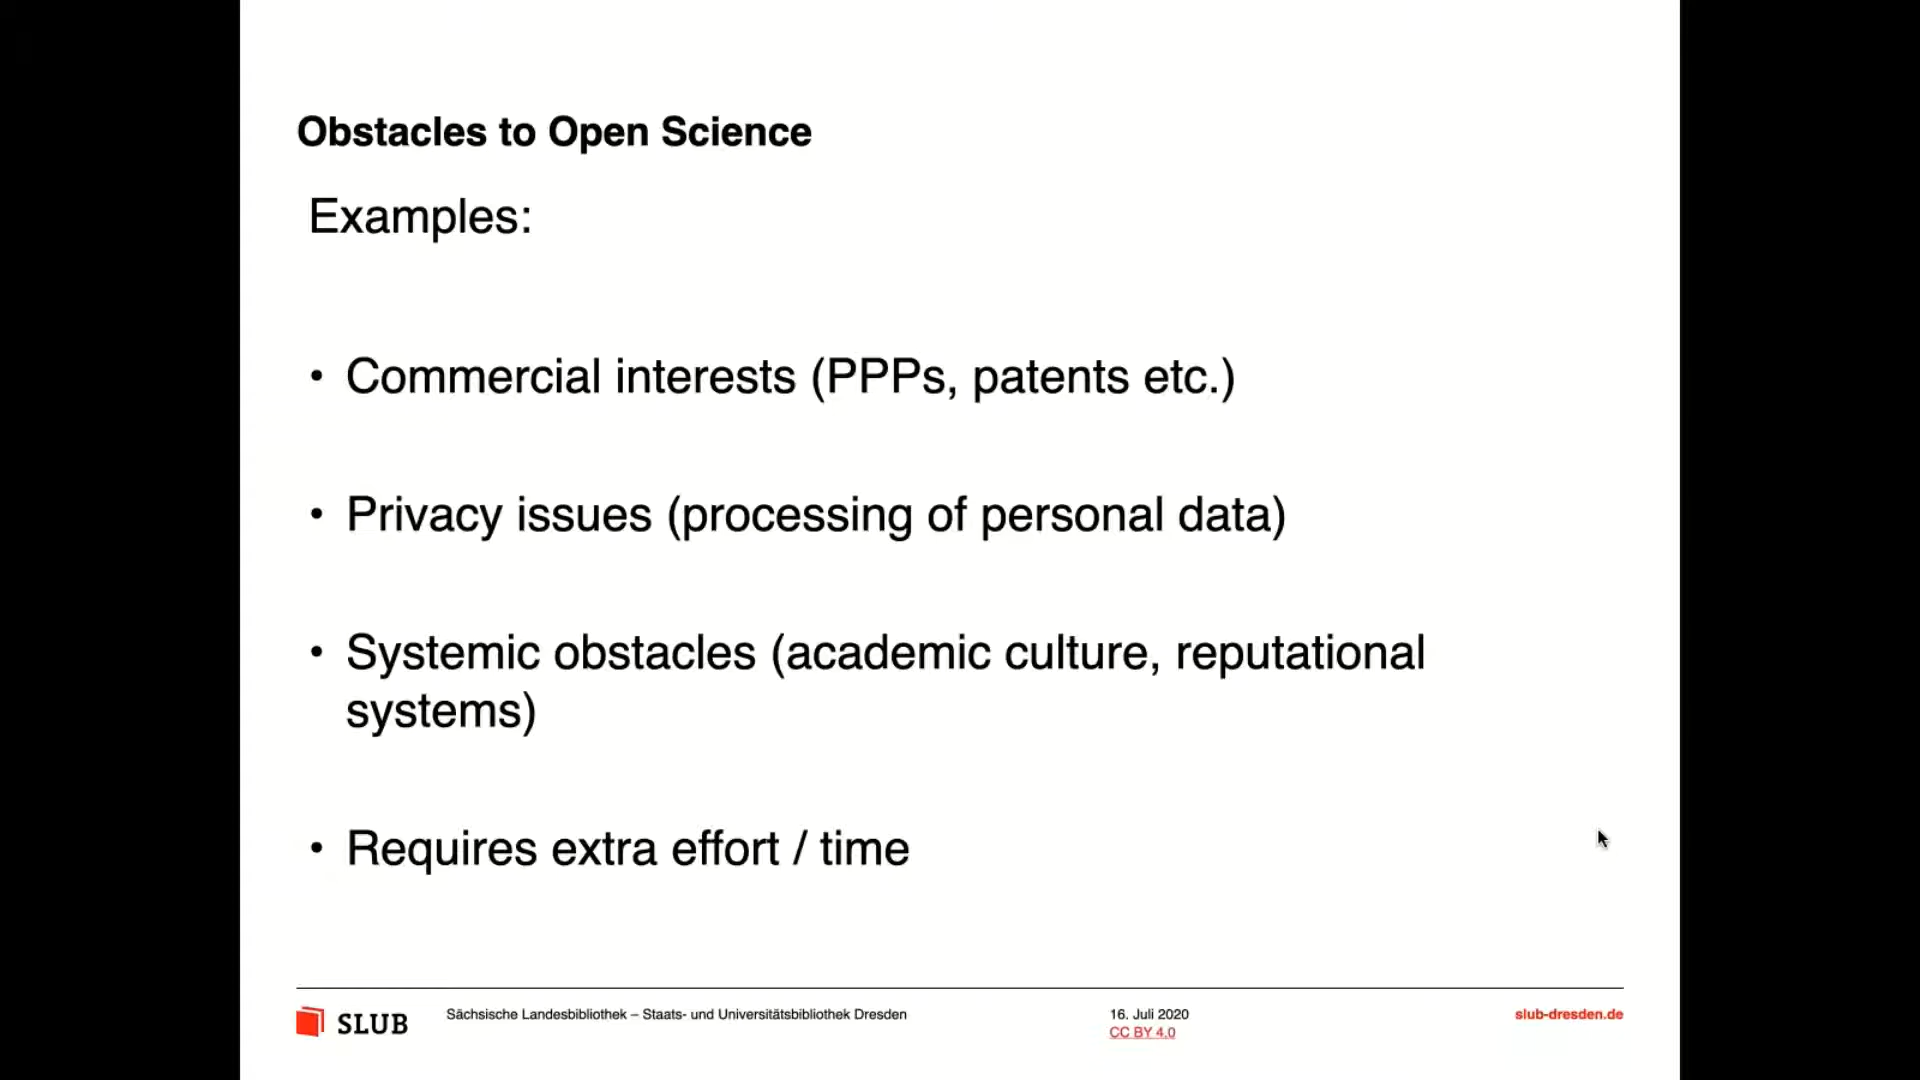 Obstacles to Open Science
Examples:
• Commercial interests (PPPs, patents etc.)
• Privacy issues (processing of personal data)
• Systemic obstacles (academic culture, reputational
systems)
• Requires extra effort / time
SLUB
Sächsische Landesbibliothek – Staats- und Universitätsbibliothek Dresden
16. Juli 2020
CC BY 4.0
slub-dresden.de